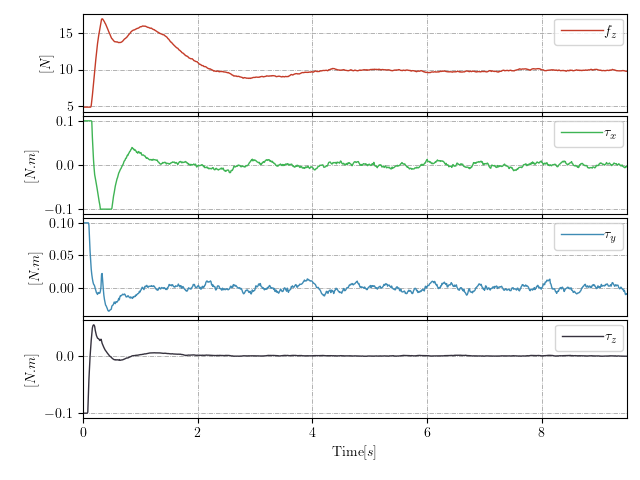 15
10
5
[N]
f_z
0.1
0.0
−0.1
[N.m]
τ_x
0.10
0.05
0.00
[N.m]
τ_y
0.0
−0.1
[N.m]
τ_z
0 2 4 6 8
Time[s]